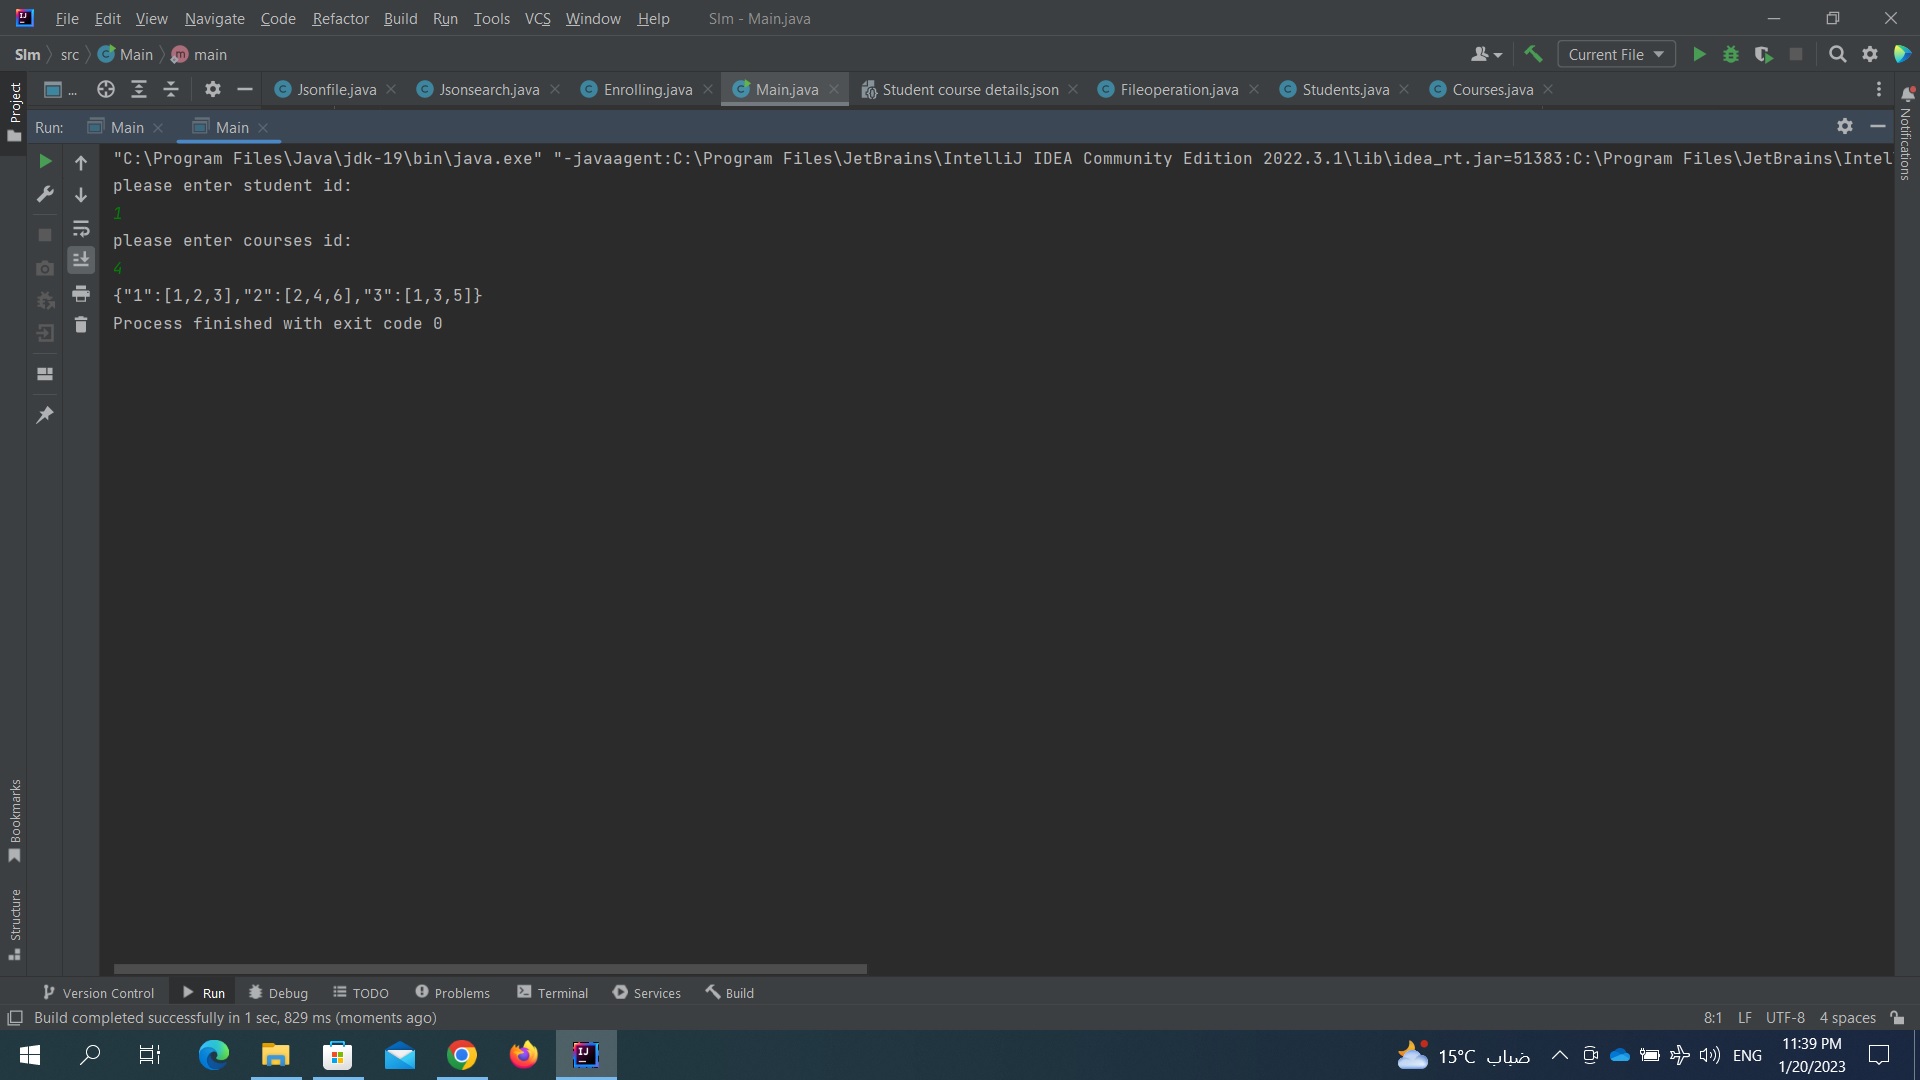 File Edit View Navigate Code Refactor Build Run Tools VCS Window Help Slm - Main.java
Slm src Main main Current File
... Jsonfile.java Jsonsearch.java Enrolling.java Main.java Student course details.json Fileoperation.java Students.java Courses.java
Project
Notifications
Run: Main Main
"C:\Program Files\Java\jdk-19\bin\java.exe" "-javaagent:C:\Program Files\JetBrains\IntelliJ IDEA Community Edition 2022.3.1\lib\idea_rt.jar=51383:C:\Program Files\JetBrains\Intel
please enter student id:
1
please enter courses id:
4
{"1":[1,2,3],"2":[2,4,6],"3":[1,3,5]}
Process finished with exit code 0
Bookmarks
Structure
Version Control Run Debug TODO Problems Terminal Services Build
Build completed successfully in 1 sec, 829 ms (moments ago) 8:1 LF UTF-8 4 spaces
15°C ضباب ENG 11:39 PM
1/20/2023